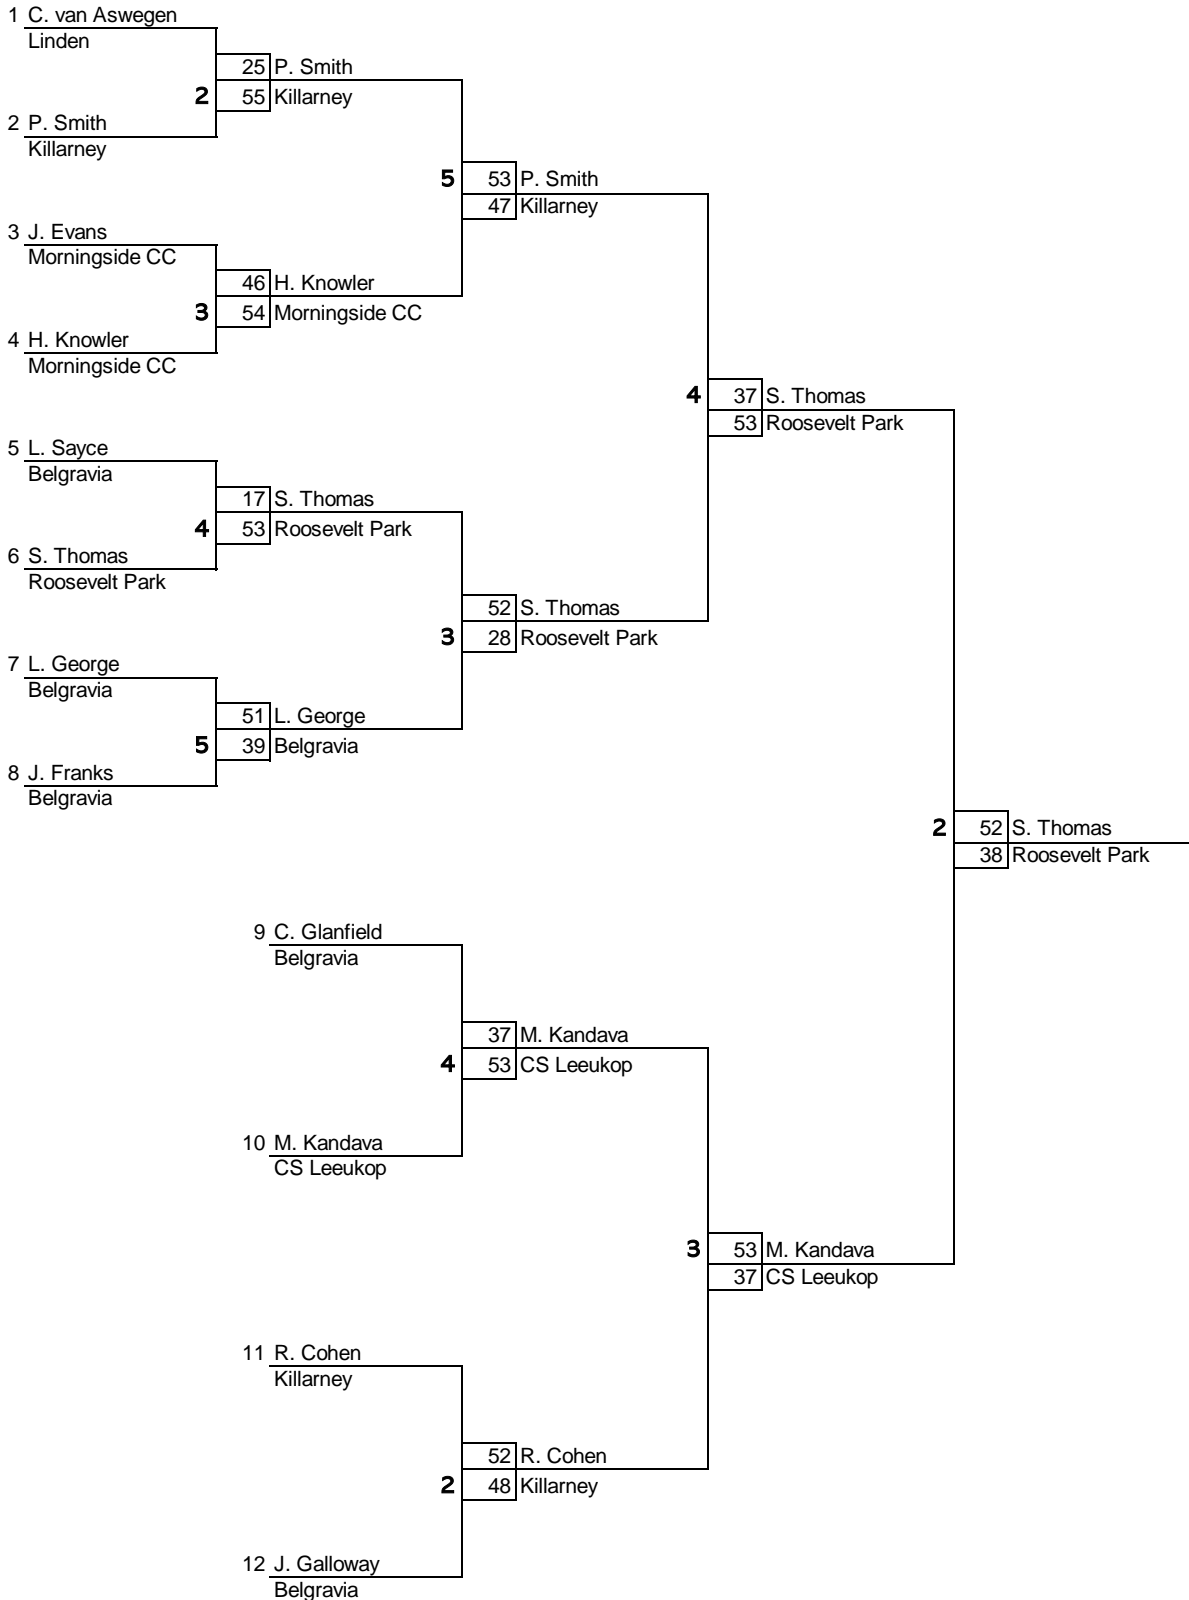 1 C. van Aswegen
Linden
25 P. Smith
2 55 Killarney
2 P. Smith
Killarney
5 53 P. Smith
47 Killarney
3 J. Evans
Morningside CC
46 H. Knowler
3 54 Morningside CC
4 H. Knowler
Morningside CC
4 37 S. Thomas
53 Roosevelt Park
5 L. Sayce
Belgravia
17 S. Thomas
4 53 Roosevelt Park
6 S. Thomas
Roosevelt Park
52 S. Thomas
3 28 Roosevelt Park
7 L. George
Belgravia
51 L. George
5 39 Belgravia
8 J. Franks
Belgravia
2 52 S. Thomas
38 Roosevelt Park
9 C. Glanfield
Belgravia
37 M. Kandava
4 53 CS Leeukop
10 M. Kandava
CS Leeukop
3 53 M. Kandava
37 CS Leeukop
11 R. Cohen
Killarney
52 R. Cohen
2 48 Killarney
12 J. Galloway
Belgravia